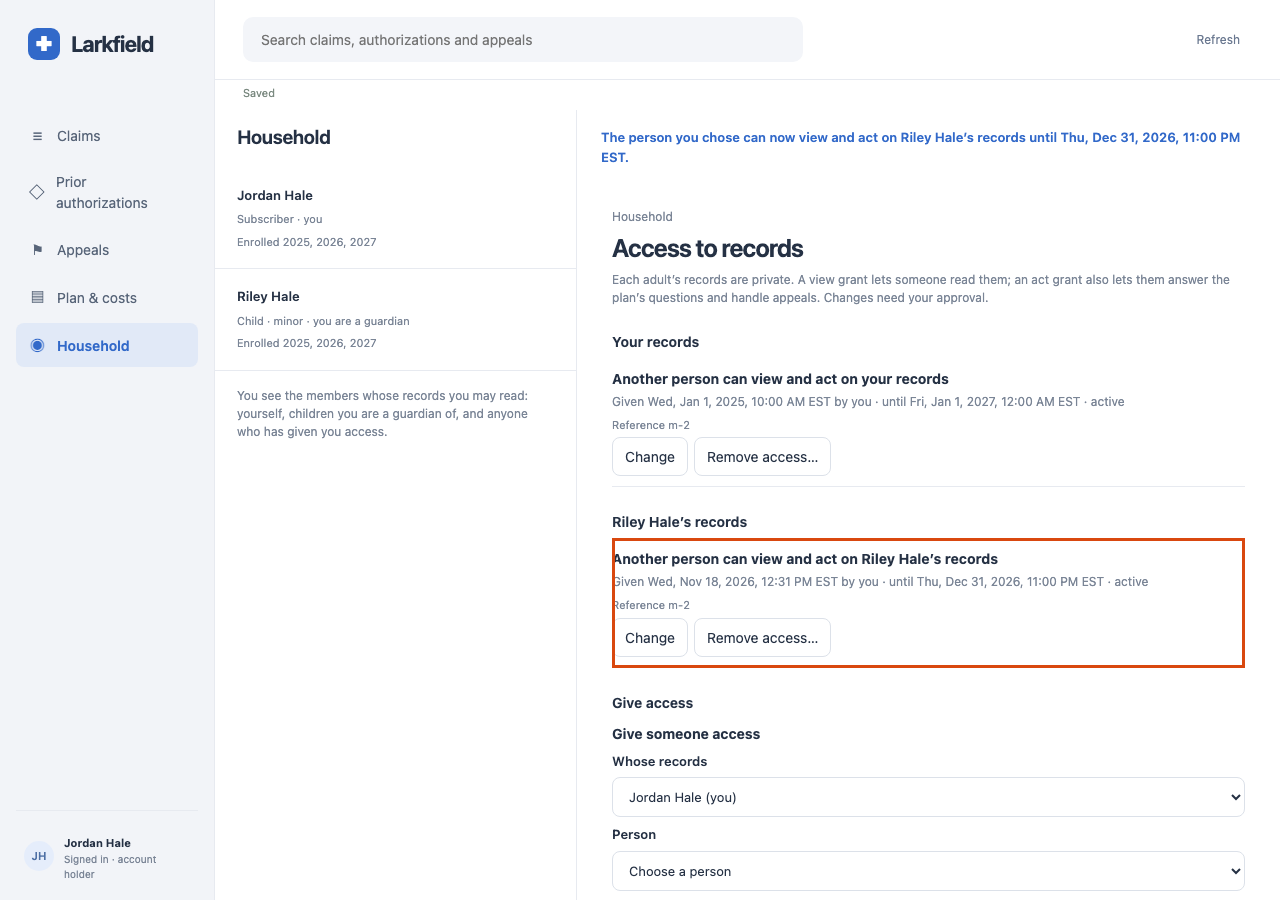 Larkfield
Search claims, authorizations and appeals
Refresh
Saved
Claims
Prior
authorizations
Appeals
Plan & costs
Household
JH
Jordan Hale
Signed in · account
holder
Household
Jordan Hale
Subscriber · you
Enrolled 2025, 2026, 2027
Riley Hale
Child · minor · you are a guardian
Enrolled 2025, 2026, 2027
You see the members whose records you may read:
yourself, children you are a guardian of, and anyone
who has given you access.
The person you chose can now view and act on Riley Hale’s records until Thu, Dec 31, 2026, 11:00 PM
EST.
Household
Access to records
Each adult’s records are private. A view grant lets someone read them; an act grant also lets them answer the
plan’s questions and handle appeals. Changes need your approval.
Your records
Another person can view and act on your records
Given Wed, Jan 1, 2025, 10:00 AM EST by you · until Fri, Jan 1, 2027, 12:00 AM EST · active
Reference m-2
Change
Remove access…
Riley Hale’s records
Another person can view and act on Riley Hale’s records
Given Wed, Nov 18, 2026, 12:31 PM EST by you · until Thu, Dec 31, 2026, 11:00 PM EST · active
Reference m-2
Change
Remove access…
Give access
Give someone access
Whose records
Jordan Hale (you)
Person
Choose a person